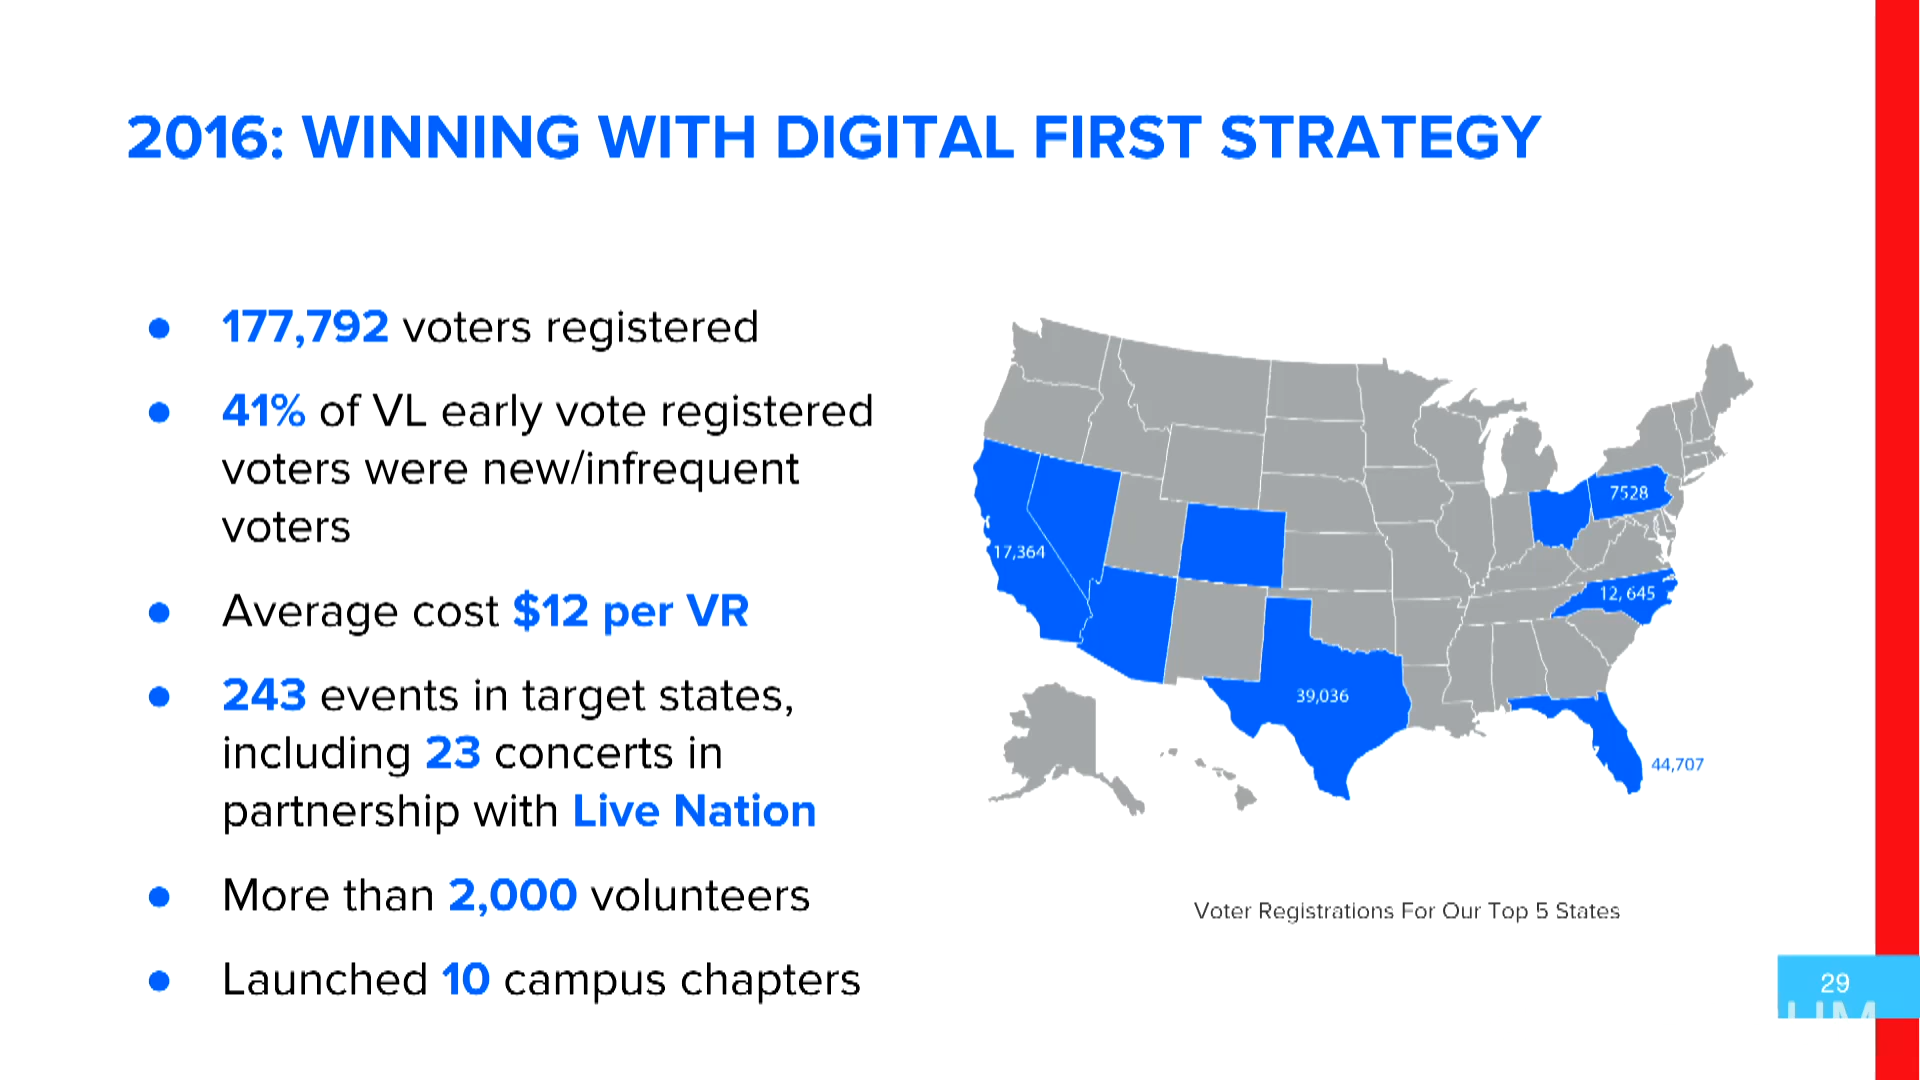 2016: WINNING WITH DIGITAL FIRST STRATEGY
● 177,792 voters registered
● 41% of VL early vote registered
voters were new/infrequent
voters
● Average cost $12 per VR
● 243 events in target states,
including 23 concerts in
partnership with Live Nation
● More than 2,000 volunteers
● Launched 10 campus chapters
7528
17,364
12, 645
39,036
44,707
Voter Registrations For Our Top 5 States
29